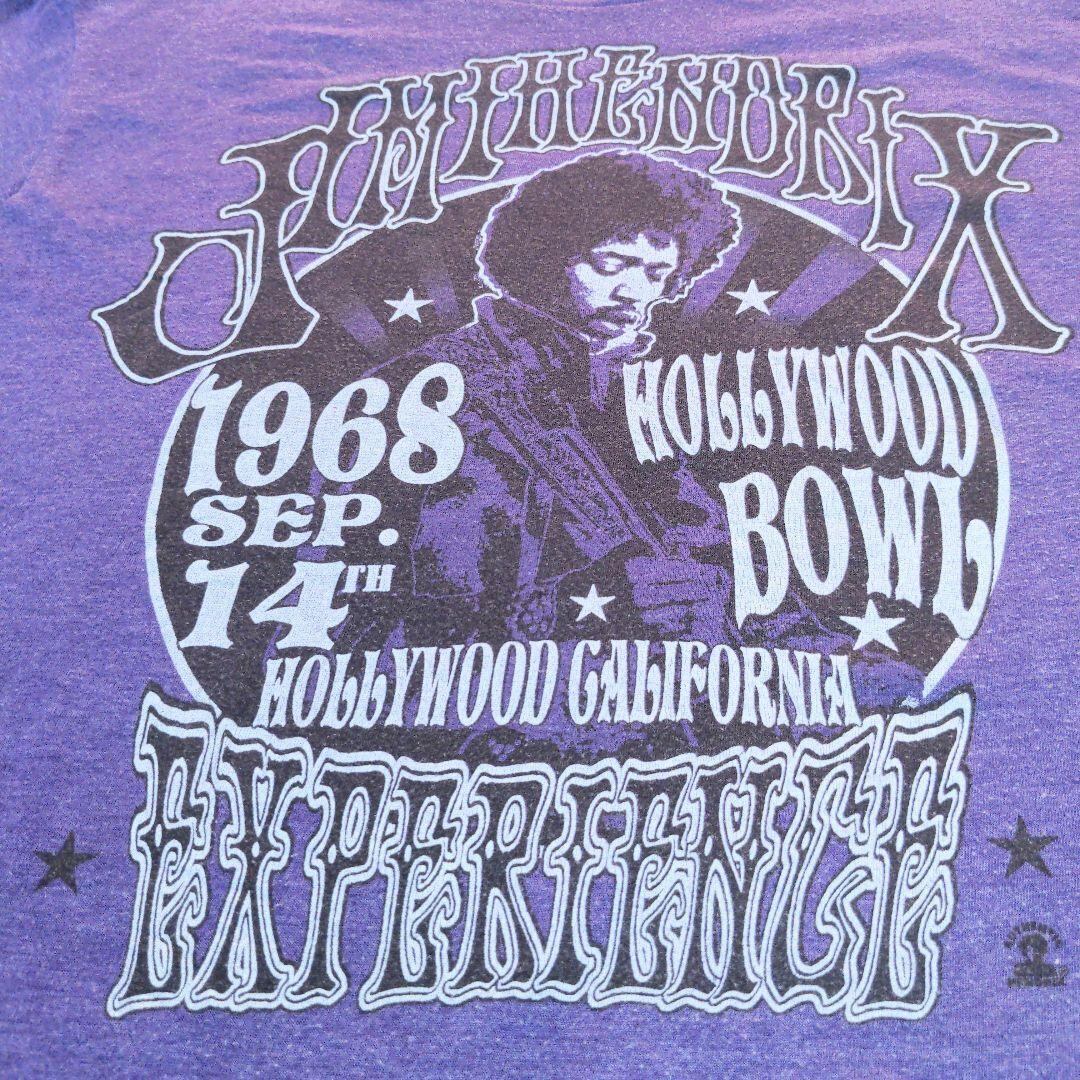 JIMI HENDRIX
1968
SEP.
14TH
HOLLYWOOD
BOWL
HOLLYWOOD CALIFORNIA
EXPERIENCE